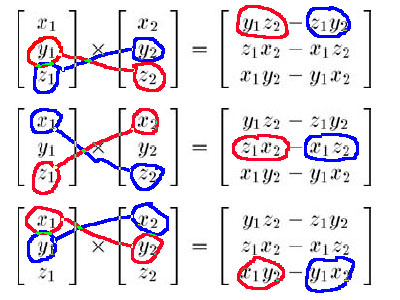 x₁ x₂ y₁z₂ − z₁y₂
y₁ × y₂ = z₁x₂ − x₁z₂
z₁ z₂ x₁y₂ − y₁x₂
x₁ x₂ y₁z₂ − z₁y₂
y₁ × y₂ = z₁x₂ − x₁z₂
z₁ z₂ x₁y₂ − y₁x₂
x₁ x₂ y₁z₂ − z₁y₂
y₁ × y₂ = z₁x₂ − x₁z₂
z₁ z₂ x₁y₂ − y₁x₂